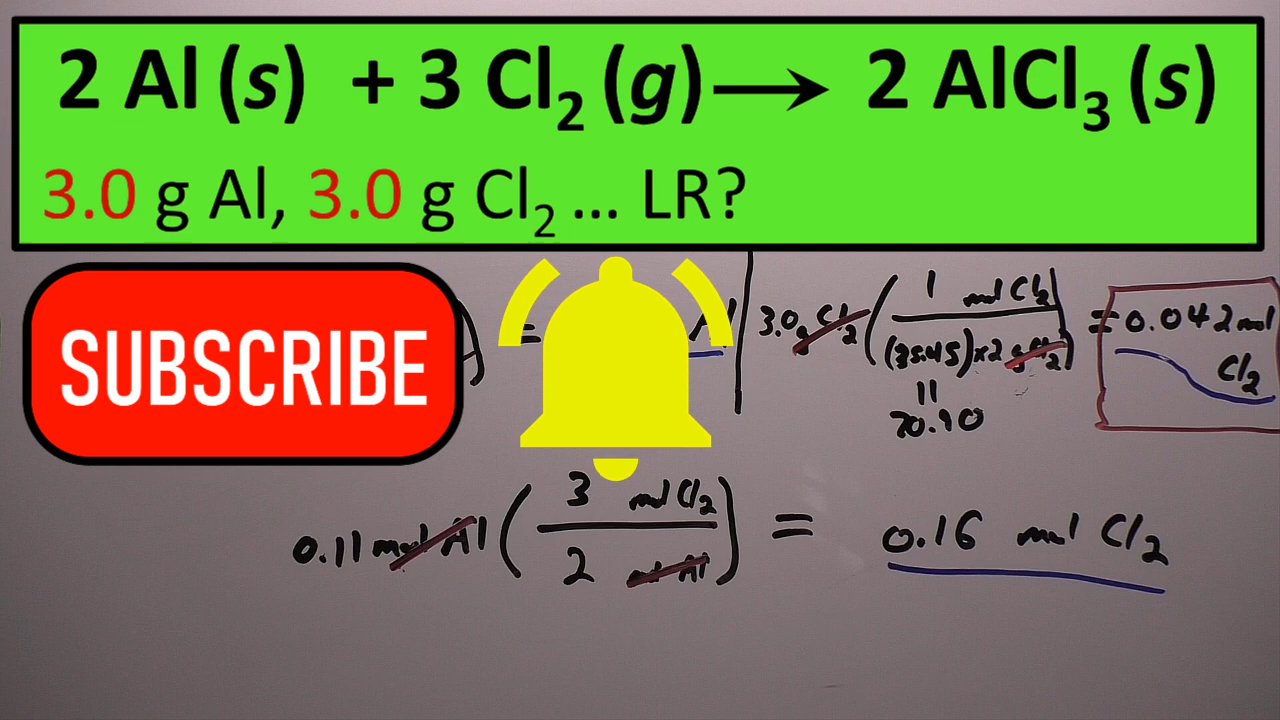 2 Al (s) + 3 Cl₂ (g) → 2 AlCl₃ (s)
3.0 g Al, 3.0 g Cl₂ ... LR?
SUBSCRIBE
) = Al
3.0 g Cl₂ ( 1 mol Cl₂ / (35.45)x2 g Cl₂ ) = 0.042 mol Cl₂
11
70.90
0.11 mol Al ( 3 mol Cl₂ / 2 mol Al ) = 0.16 mol Cl₂